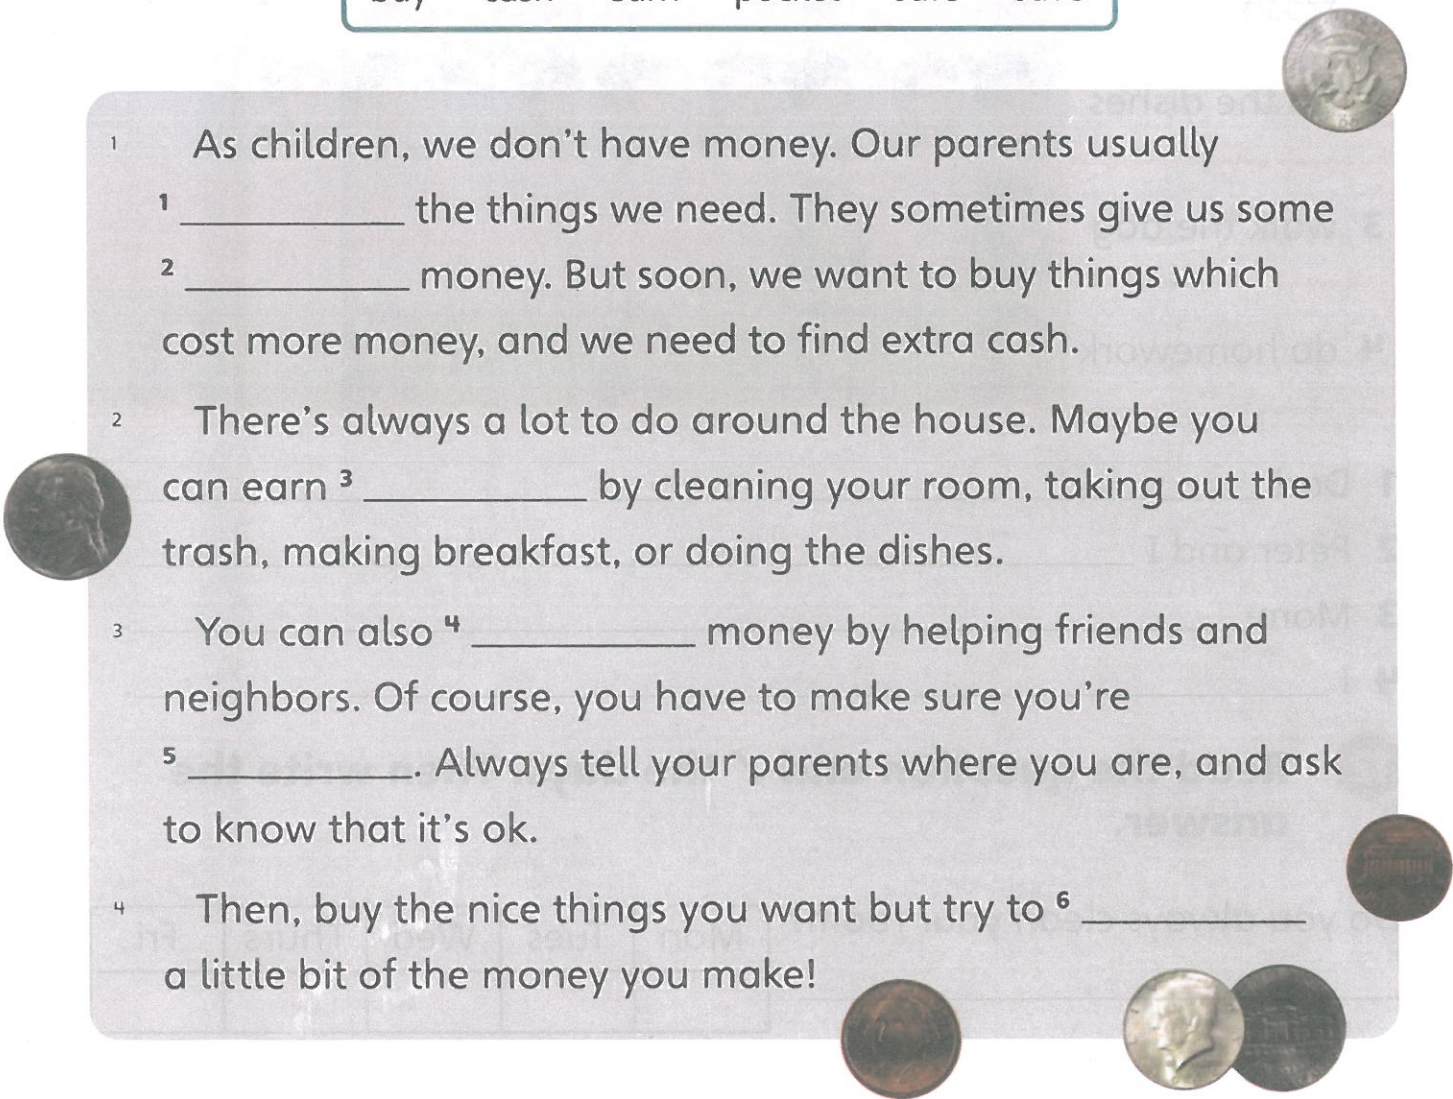 1 As children, we don't have money. Our parents usually
1 __________ the things we need. They sometimes give us some
2 __________ money. But soon, we want to buy things which
cost more money, and we need to find extra cash.
2 There's always a lot to do around the house. Maybe you
can earn 3 __________ by cleaning your room, taking out the
trash, making breakfast, or doing the dishes.
3 You can also 4 __________ money by helping friends and
neighbors. Of course, you have to make sure you're
5 __________. Always tell your parents where you are, and ask
to know that it's ok.
4 Then, buy the nice things you want but try to 6 __________
a little bit of the money you make!